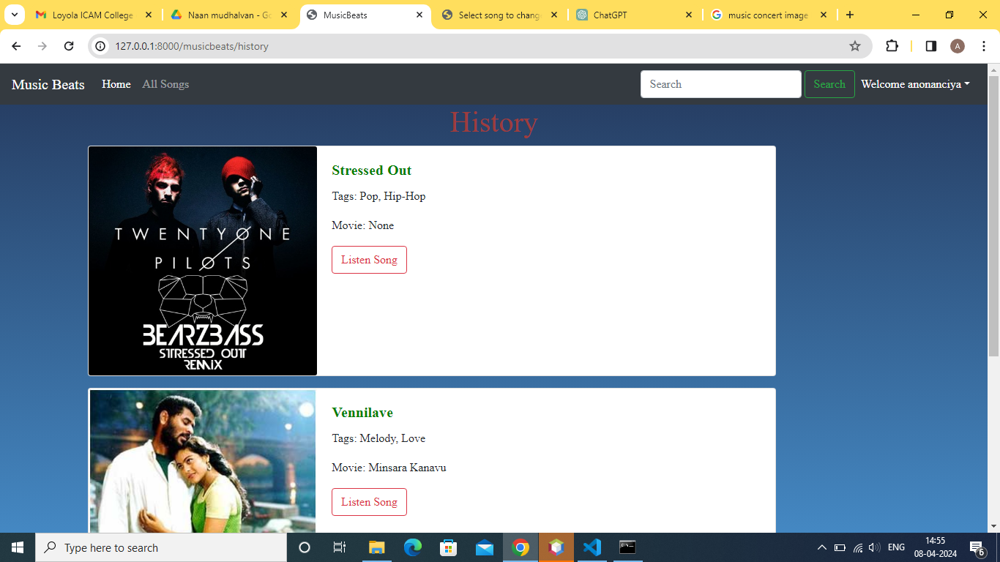 Loyola ICAM College
Naan mudhalvan - Go
MusicBeats
Select song to chang
ChatGPT
music concert image
127.0.0.1:8000/musicbeats/history
A
Music Beats
Home
All Songs
Search
Search
Welcome anonanciya
History
TWENTY ØNE
PILØTS
BEARZBASS
STRESSED OUT
REMIX
Stressed Out
Tags: Pop, Hip-Hop
Movie: None
Listen Song
Vennilave
Tags: Melody, Love
Movie: Minsara Kanavu
Listen Song
Type here to search
ENG
14:55
08-04-2024
6